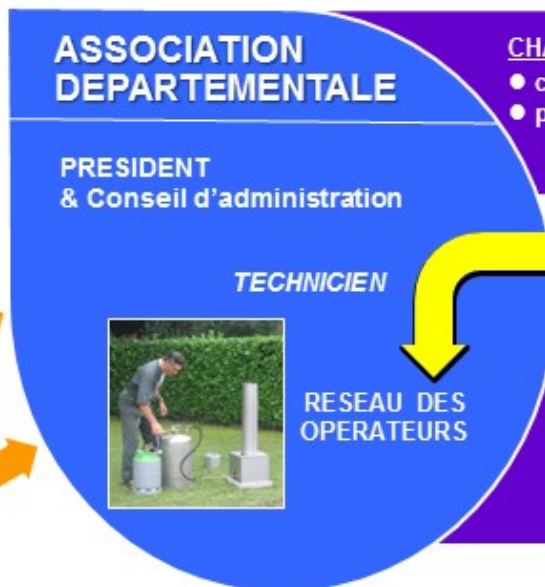 ASSOCIATION
DEPARTEMENTALE
PRESIDENT
& Conseil d'administration
TECHNICIEN
RESEAU DES
OPERATEURS